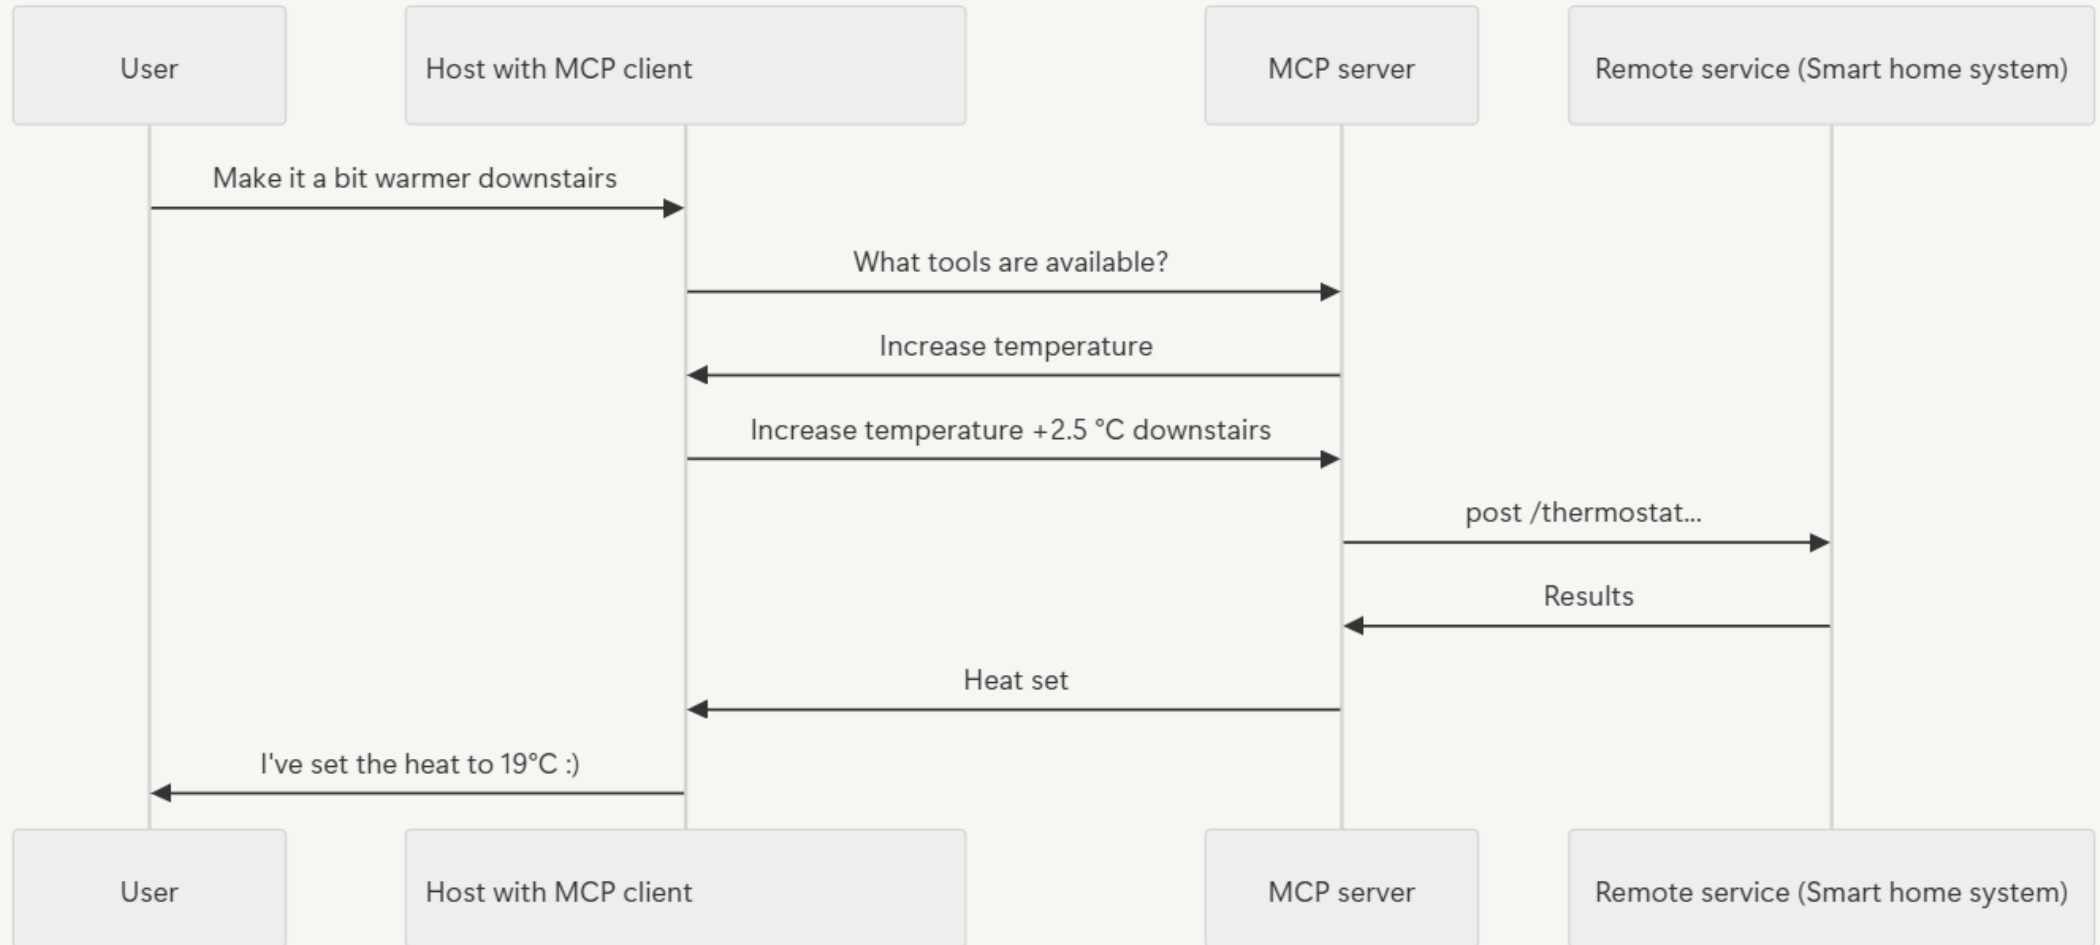 User
Host with MCP client
MCP server
Remote service (Smart home system)
Make it a bit warmer downstairs
What tools are available?
Increase temperature
Increase temperature +2.5 °C downstairs
post /thermostat...
Results
Heat set
I've set the heat to 19°C :)
User
Host with MCP client
MCP server
Remote service (Smart home system)